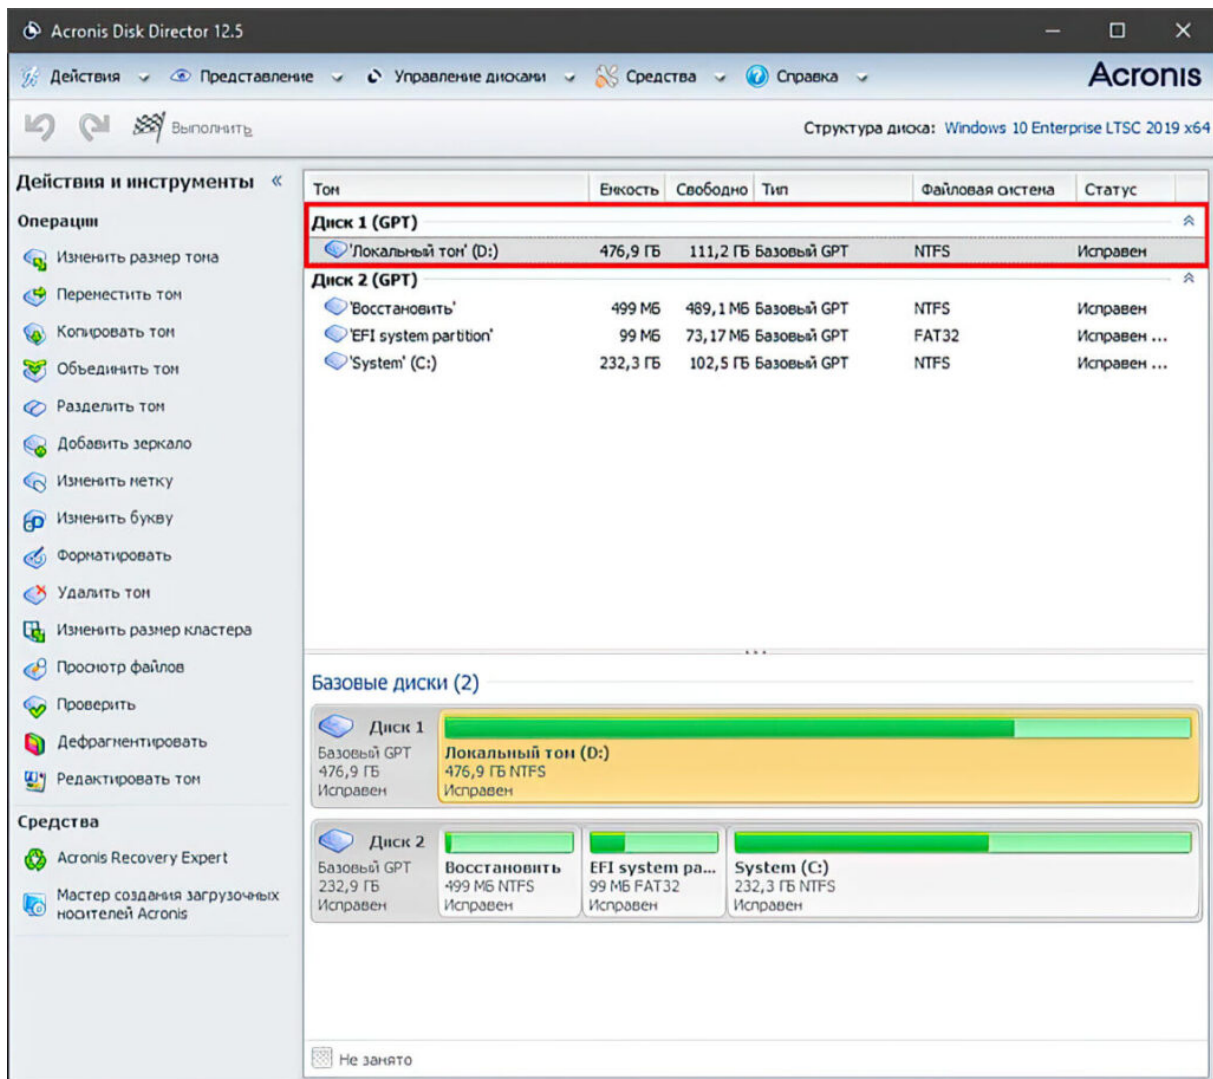 Acronis Disk Director 12.5
Действия Представление Управление дисками Средства Справка Acronis
Выполнить Структура диска: Windows 10 Enterprise LTSC 2019 x64
Действия и инструменты «
Операции
Изменить размер тома
Переместить том
Копировать том
Объединить том
Разделить том
Добавить зеркало
Изменить метку
Изменить букву
Форматировать
Удалить том
Изменить размер кластера
Просмотр файлов
Проверить
Дефрагментировать
Редактировать том
Средства
Acronis Recovery Expert
Мастер создания загрузочных
носителей Acronis
Том Емкость Свободно Тип Файловая система Статус
Диск 1 (GPT)
'Локальный том' (D:) 476,9 ГБ 111,2 ГБ Базовый GPT NTFS Исправен
Диск 2 (GPT)
'Восстановить' 499 МБ 489,1 МБ Базовый GPT NTFS Исправен
'EFI system partition' 99 МБ 73,17 МБ Базовый GPT FAT32 Исправен ...
'System' (C:) 232,3 ГБ 102,5 ГБ Базовый GPT NTFS Исправен ...
Базовые диски (2)
Диск 1
Базовый GPT
476,9 ГБ
Исправен
Локальный том (D:)
476,9 ГБ NTFS
Исправен
Диск 2
Базовый GPT
232,9 ГБ
Исправен
Восстановить
499 МБ NTFS
Исправен
EFI system pa...
99 МБ FAT32
Исправен
System (C:)
232,3 ГБ NTFS
Исправен
Не занято